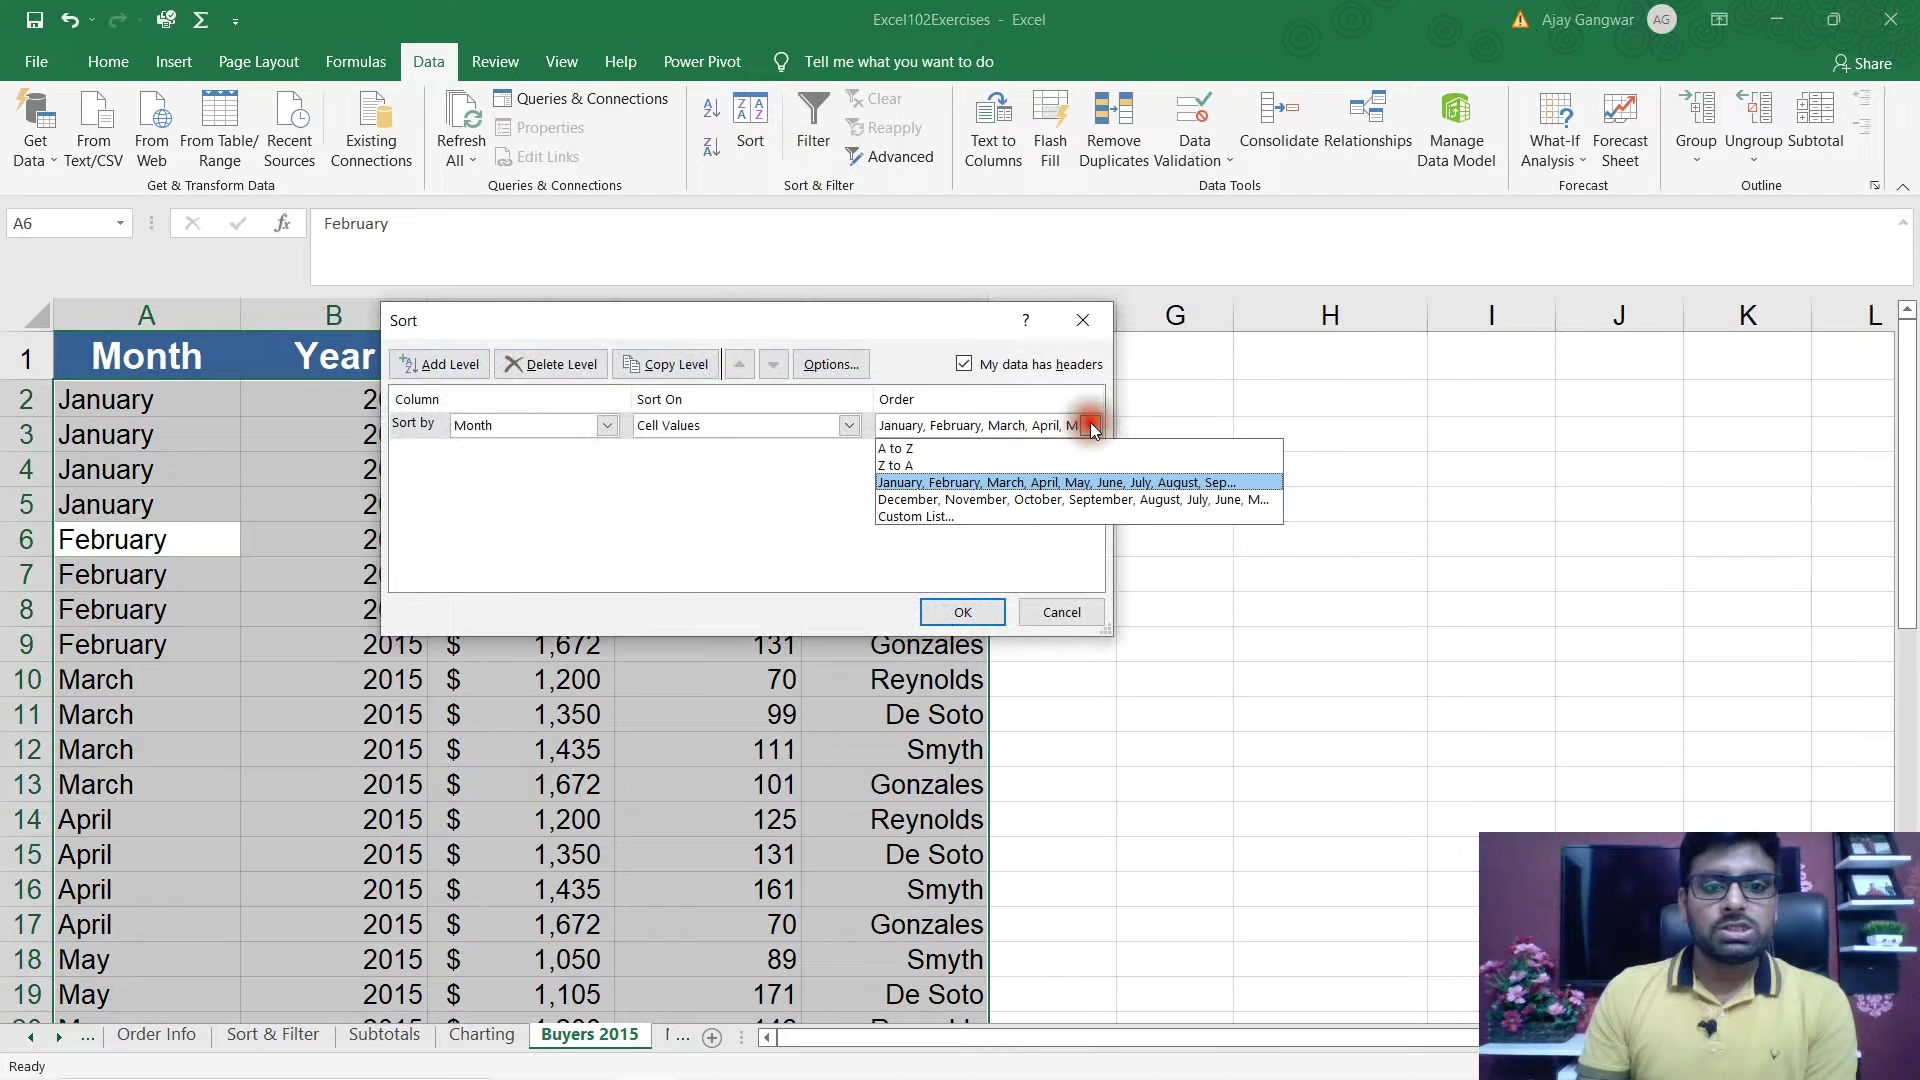 Excel102Exercises - Excel
Ajay Gangwar AG
File Home Insert Page Layout Formulas Data Review View Help Power Pivot Tell me what you want to do Share
Get Data
From Text/CSV
From Web
From Table/ Range
Recent Sources
Existing Connections
Get & Transform Data
Refresh All
Queries & Connections
Properties
Edit Links
Queries & Connections
Sort
Filter
Clear
Reapply
Advanced
Sort & Filter
Text to Columns
Flash Fill
Remove Duplicates
Data Validation
Consolidate
Relationships
Manage Data Model
Data Tools
What-If Analysis
Forecast Sheet
Forecast
Group
Ungroup
Subtotal
Outline
A6 fx February
A B G H I J K L
Sort ?
Add Level Delete Level Copy Level Options... My data has headers
Column Sort On Order
Sort by Month Cell Values January, February, March, April, M
A to Z
Z to A
January, February, March, April, May, June, July, August, Sep...
December, November, October, September, August, July, June, M...
Custom List...
OK Cancel
1 Month Year
2 January 2
3 January 2
4 January 2
5 January 2
6 February 2
7 February 2
8 February 2
9 February 2015 $ 1,672 131 Gonzales
10 March 2015 $ 1,200 70 Reynolds
11 March 2015 $ 1,350 99 De Soto
12 March 2015 $ 1,435 111 Smyth
13 March 2015 $ 1,672 101 Gonzales
14 April 2015 $ 1,200 125 Reynolds
15 April 2015 $ 1,350 131 De Soto
16 April 2015 $ 1,435 161 Smyth
17 April 2015 $ 1,672 70 Gonzales
18 May 2015 $ 1,050 89 Smyth
19 May 2015 $ 1,105 171 De Soto
... Order Info Sort & Filter Subtotals Charting Buyers 2015 ...
Ready